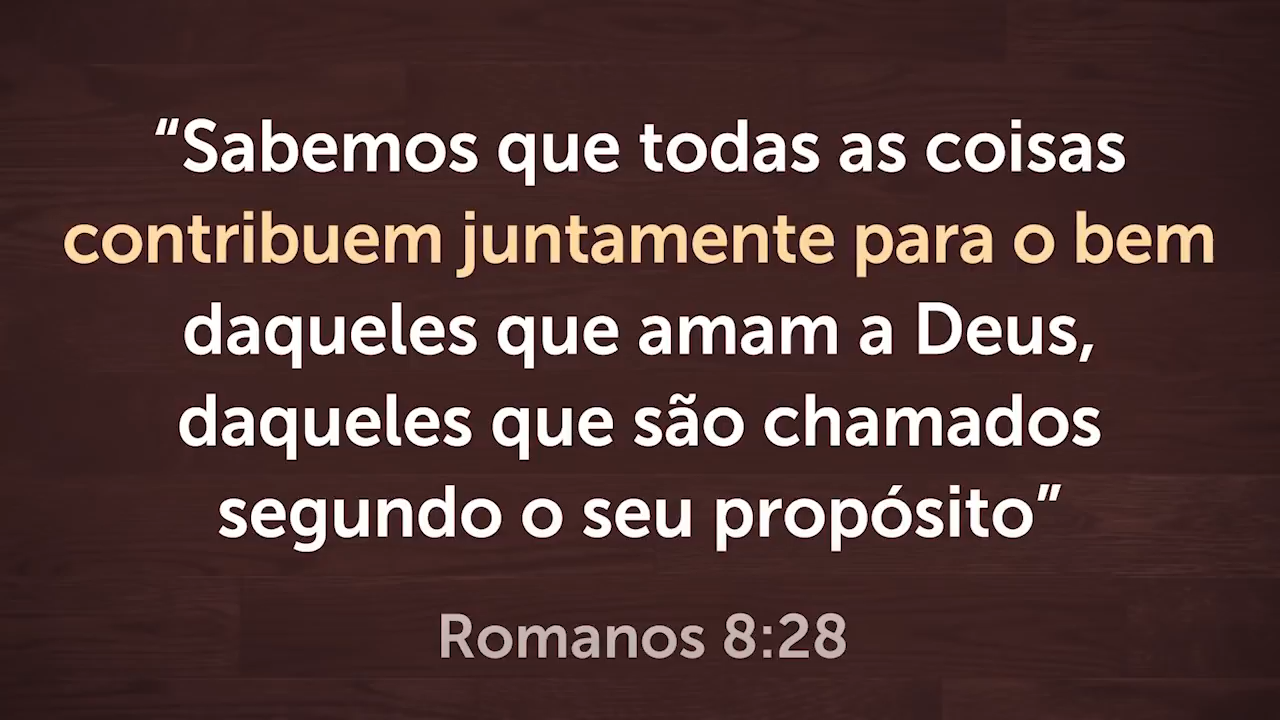 “Sabemos que todas as coisas
contribuem juntamente para o bem
daqueles que amam a Deus,
daqueles que são chamados
segundo o seu propósito”
Romanos 8:28